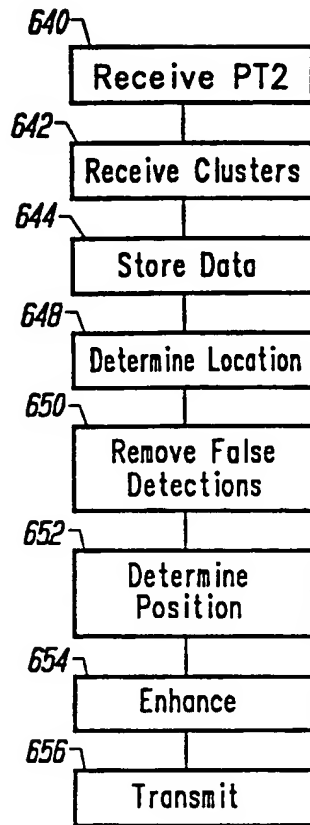 640
Receive PT2
642
Receive Clusters
644
Store Data
648
Determine Location
650
Remove False
Detections
652
Determine
Position
654
Enhance
656
Transmit